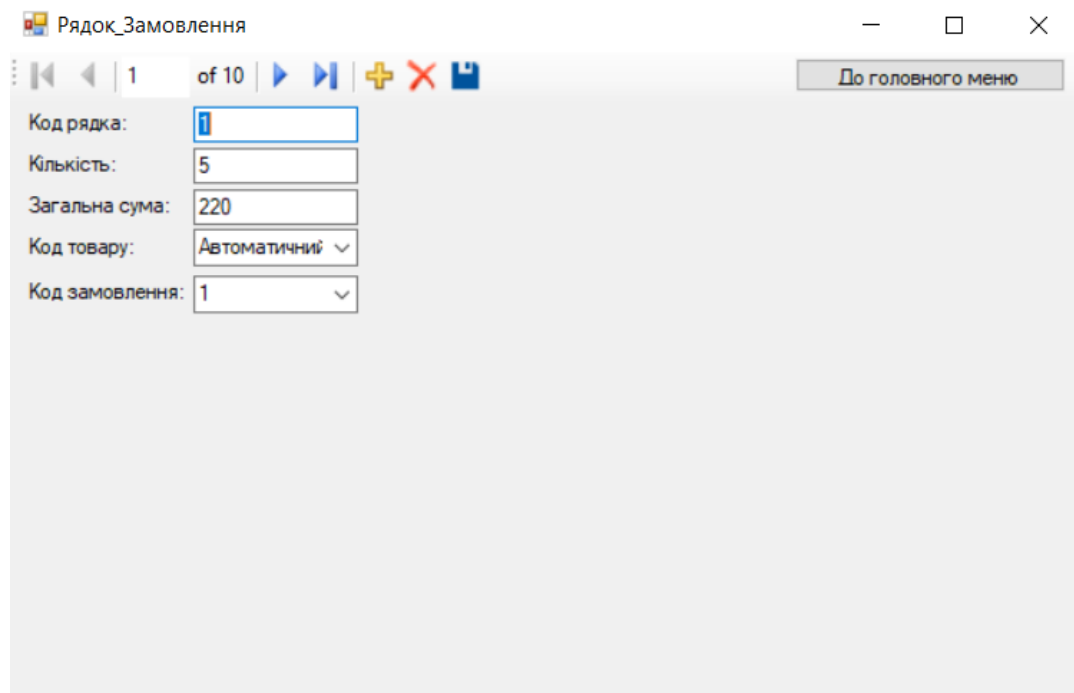 Рядок_Замовлення
1 of 10 До головного меню
Код рядка: 1
Кількість: 5
Загальна сума: 220
Код товару: Автоматичний
Код замовлення: 1